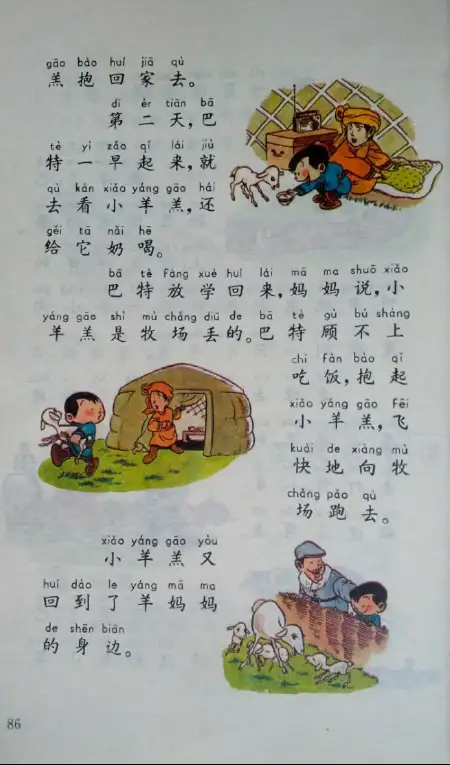 gāo bào huí jiā qù
羔抱回家去。
dì èr tiān bā
第二天,巴
tè yì zǎo qǐ lái jiù
特一早起来,就
qù kàn xiǎo yáng gāo hái
去看小羊羔,还
gěi tā nǎi hē
给它奶喝。
bā tè fàng xué huí lái mā ma shuō xiǎo
巴特放学回来,妈妈说,小
yáng gāo shì mù chǎng diū de bā tè gù bú shàng
羊羔是牧场丢的。巴特顾不上
chī fàn bào qǐ
吃饭,抱起
xiǎo yáng gāo fēi
小羊羔,飞
kuài de xiàng mù
快地向牧
chǎng pǎo qù
场跑去。
xiǎo yáng gāo yòu
小羊羔又
huí dào le yáng mā ma
回到了羊妈妈
de shēn biān
的身边。
86